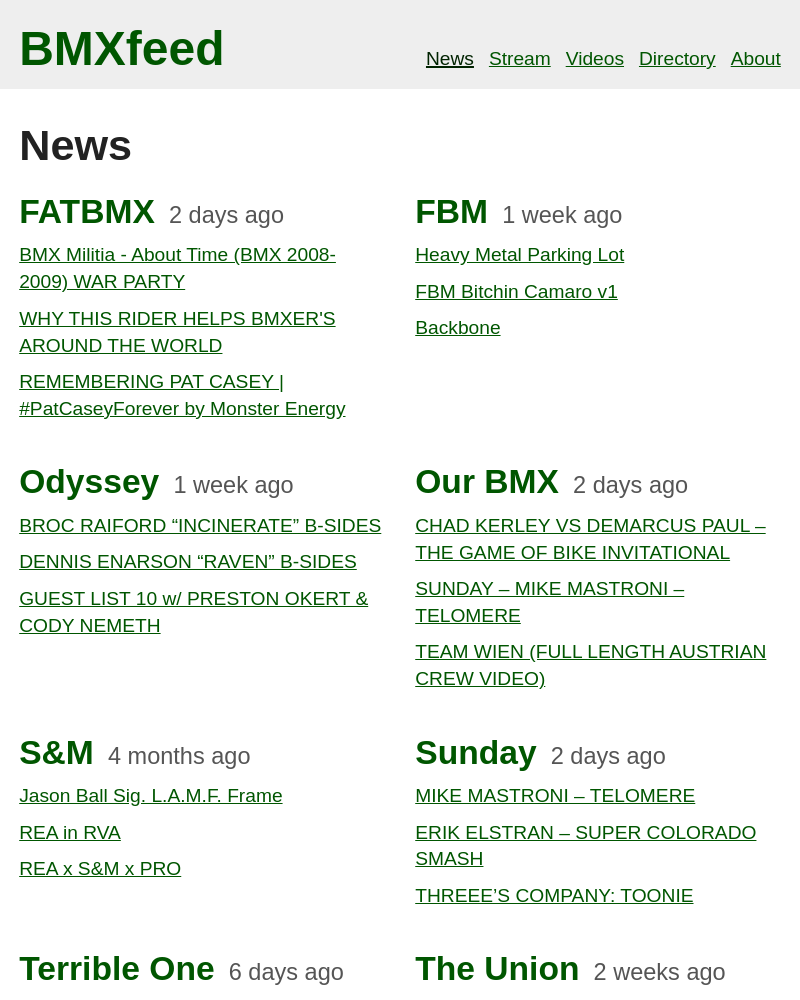 BMXfeed
News Stream Videos Directory About
News
FATBMX 2 days ago
BMX Militia - About Time (BMX 2008-
2009) WAR PARTY
WHY THIS RIDER HELPS BMXER'S
AROUND THE WORLD
REMEMBERING PAT CASEY |
#PatCaseyForever by Monster Energy
FBM 1 week ago
Heavy Metal Parking Lot
FBM Bitchin Camaro v1
Backbone
Odyssey 1 week ago
BROC RAIFORD “INCINERATE” B-SIDES
DENNIS ENARSON “RAVEN” B-SIDES
GUEST LIST 10 w/ PRESTON OKERT &
CODY NEMETH
Our BMX 2 days ago
CHAD KERLEY VS DEMARCUS PAUL –
THE GAME OF BIKE INVITATIONAL
SUNDAY – MIKE MASTRONI –
TELOMERE
TEAM WIEN (FULL LENGTH AUSTRIAN
CREW VIDEO)
S&M 4 months ago
Jason Ball Sig. L.A.M.F. Frame
REA in RVA
REA x S&M x PRO
Sunday 2 days ago
MIKE MASTRONI – TELOMERE
ERIK ELSTRAN – SUPER COLORADO
SMASH
THREEE’S COMPANY: TOONIE
Terrible One 6 days ago
The Union 2 weeks ago